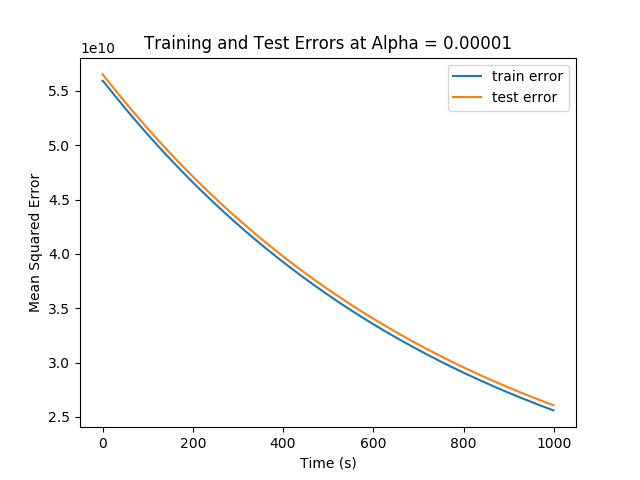 Training and Test Errors at Alpha = 0.00001
1e10
train error
test error
5.5
5.0
4.5
4.0
3.5
3.0
2.5
Mean Squared Error
0 200 400 600 800 1000
Time (s)